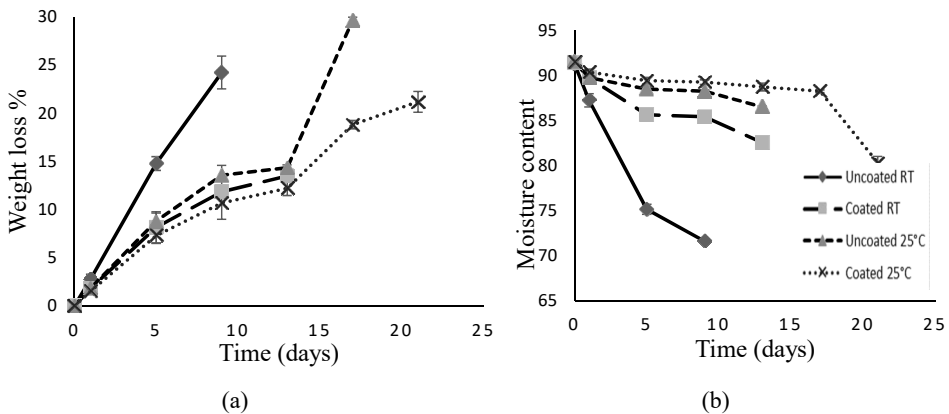 30
25
20
15
10
5
0
Weight loss %
0 5 10 15 20 25
Time (days)
(a)
95
90
85
80
75
70
65
Moisture content
Uncoated RT
Coated RT
Uncoated 25°C
Coated 25°C
0 5 10 15 20 25
Time (days)
(b)